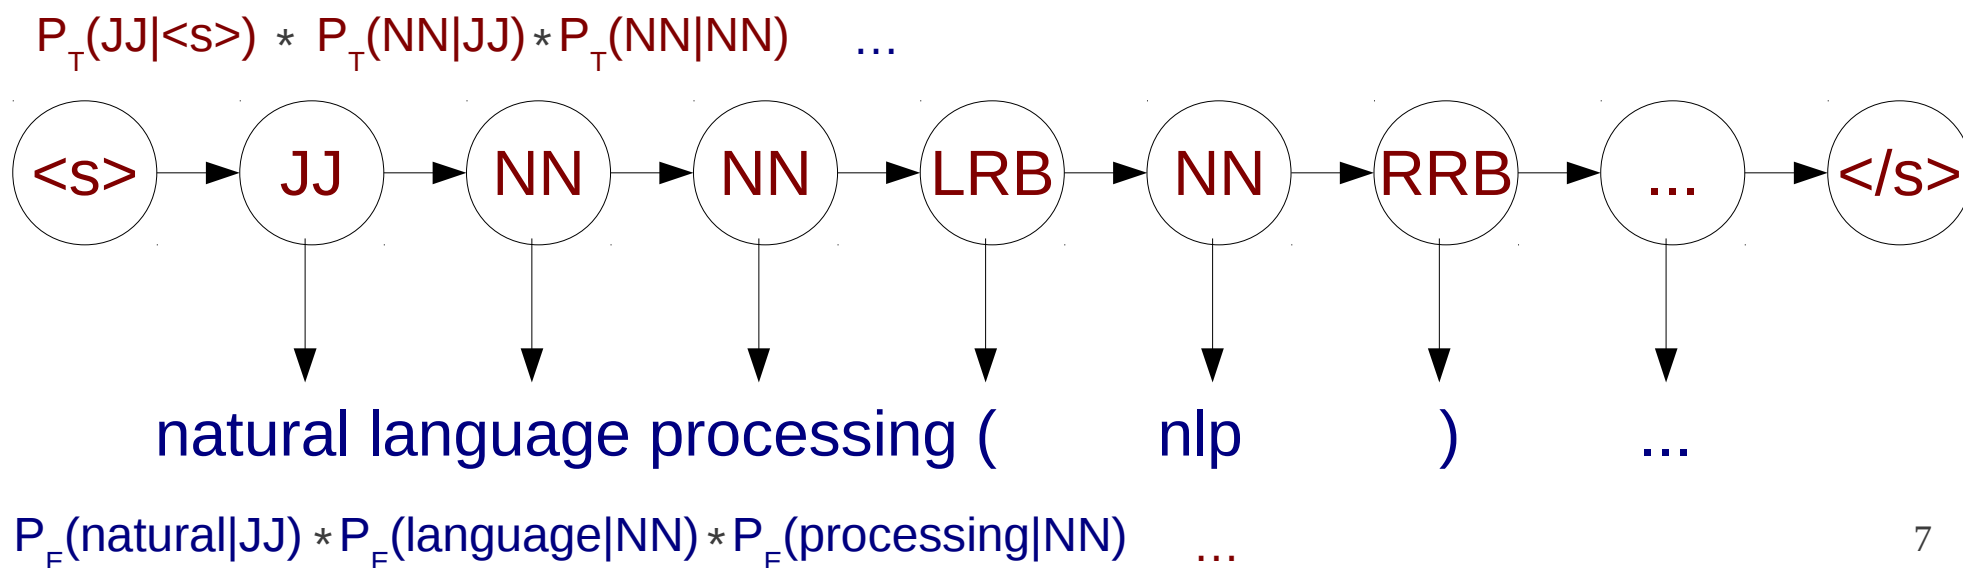 P_T(JJ|<s>) * P_T(NN|JJ) * P_T(NN|NN) ...
<s> JJ NN NN LRB NN RRB ... </s>
natural language processing ( nlp ) ...
P_E(natural|JJ) * P_E(language|NN) * P_E(processing|NN) ...
7